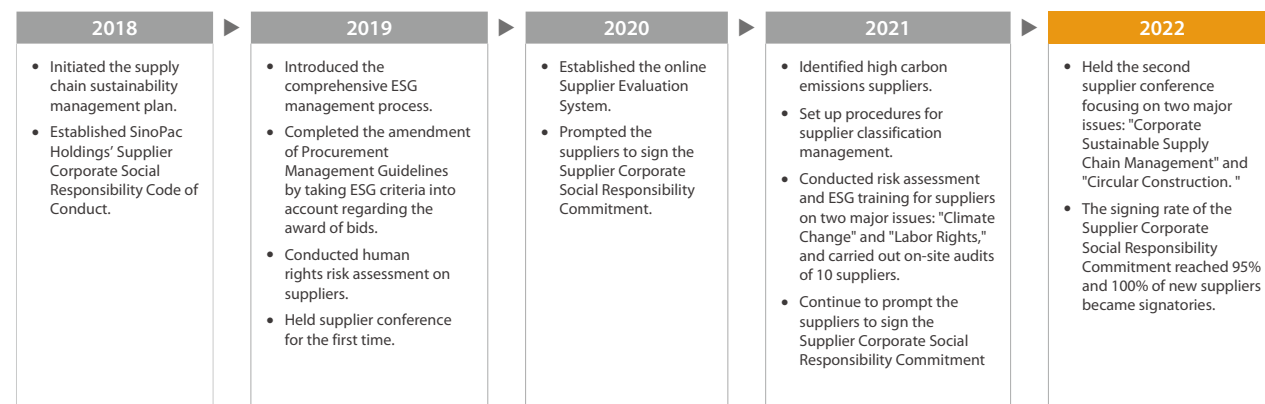 2018
• Initiated the supply
chain sustainability
management plan.
• Established SinoPac
Holdings’ Supplier
Corporate Social
Responsibility Code of
Conduct.
2019
• Introduced the
comprehensive ESG
management process.
• Completed the amendment
of Procurement
Management Guidelines
by taking ESG criteria into
account regarding the
award of bids.
• Conducted human
rights risk assessment on
suppliers.
• Held supplier conference
for the first time.
2020
• Established the online
Supplier Evaluation
System.
• Prompted the
suppliers to sign the
Supplier Corporate
Social Responsibility
Commitment.
2021
• Identified high carbon
emissions suppliers.
• Set up procedures for
supplier classification
management.
• Conducted risk assessment
and ESG training for suppliers
on two major issues: "Climate
Change" and "Labor Rights,"
and carried out on-site audits
of 10 suppliers.
• Continue to prompt the
suppliers to sign the
Supplier Corporate Social
Responsibility Commitment
2022
• Held the second
supplier conference
focusing on two major
issues: "Corporate
Sustainable Supply
Chain Management" and
"Circular Construction. "
• The signing rate of the
Supplier Corporate
Social Responsibility
Commitment reached 95%
and 100% of new suppliers
became signatories.